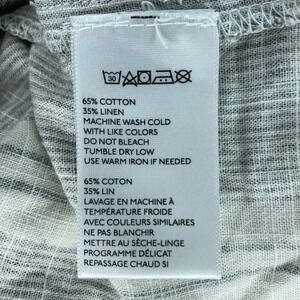 30
65% COTTON
35% LINEN
MACHINE WASH COLD
WITH LIKE COLORS
DO NOT BLEACH
TUMBLE DRY LOW
USE WARM IRON IF NEEDED
65% COTON
35% LIN
LAVAGE EN MACHINE À
TEMPÉRATURE FROIDE
AVEC COULEURS SIMILAIRES
NE PAS BLANCHIR
METTRE AU SÈCHE-LINGE
PROGRAMME DÉLICAT
REPASSAGE CHAUD SI